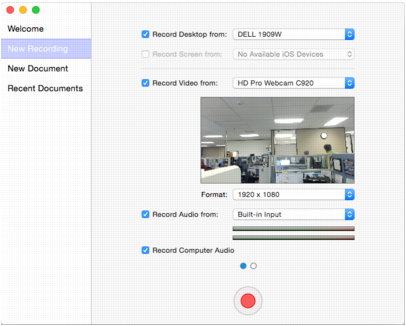 Welcome
New Recording
New Document
Recent Documents
Record Desktop from: DELL 1909W
Record Screen from: No Available iOS Devices
Record Video from: HD Pro Webcam C920
Format: 1920 x 1080
Record Audio from: Built-in Input
Record Computer Audio